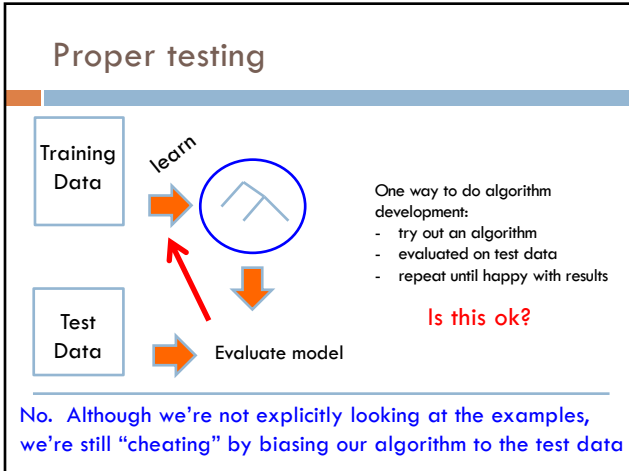 Proper testing
Training
Data
learn
One way to do algorithm
development:
- try out an algorithm
- evaluated on test data
- repeat until happy with results
Is this ok?
Test
Data
Evaluate model
No. Although we're not explicitly looking at the examples,
we're still “cheating” by biasing our algorithm to the test data